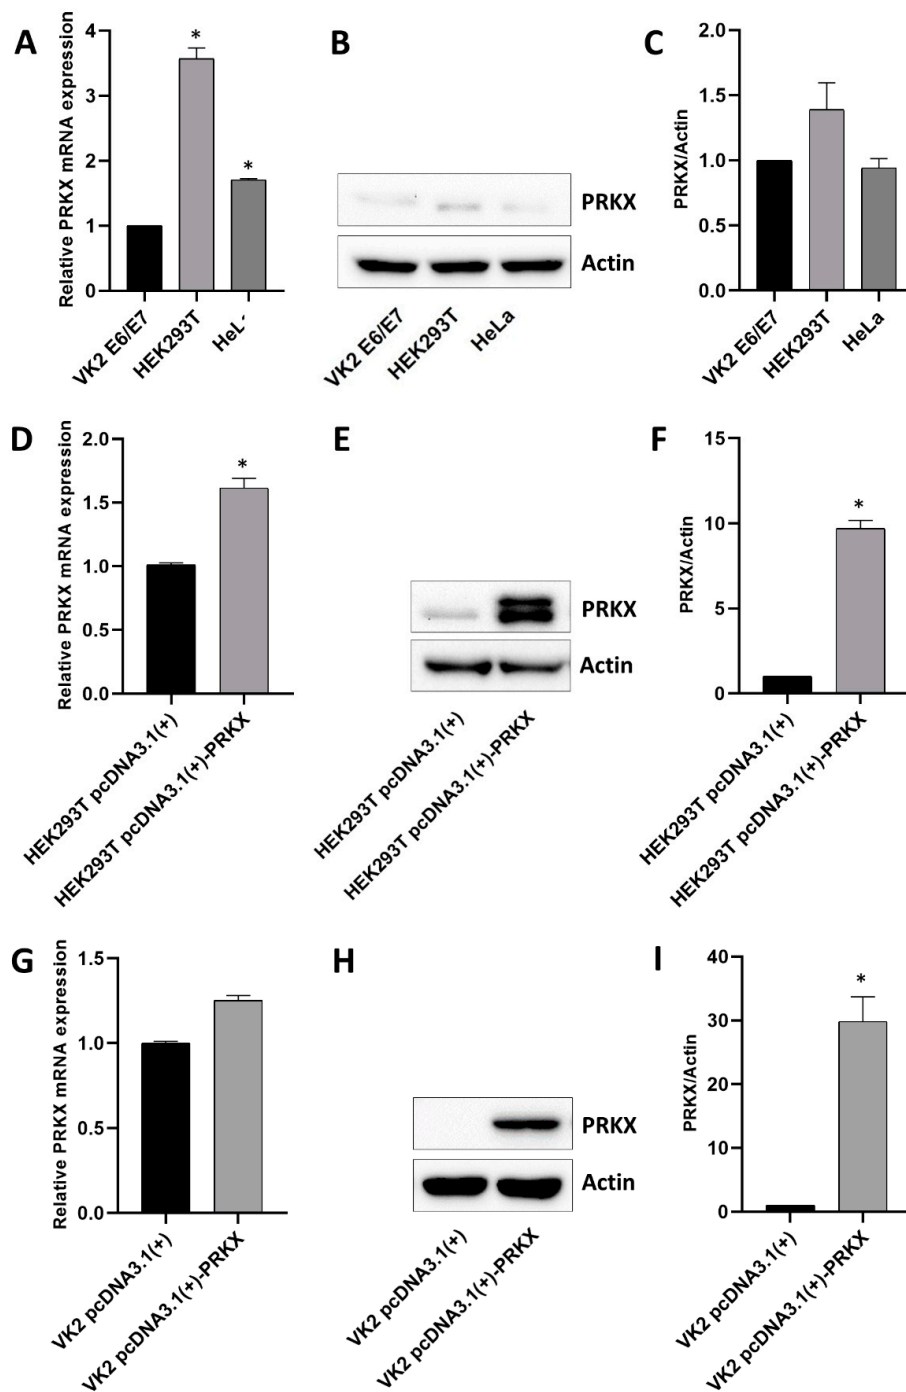 A
Relative PRKX mRNA expression
4
3
2
1
0
*
*
VK2 E6/E7
HEK293T
B
PRKX
Actin
VK2 E6/E7
HEK293T
HeLa
C
PRKX/Actin
2.0
1.5
1.0
0.5
0.0
VK2 E6/E7
HEK293T
HeLa
D
Relative PRKX mRNA expression
2.0
1.5
1.0
0.5
0.0
*
HEK293T pcDNA3.1(+)
HEK293T pcDNA3.1(+)-PRKX
E
PRKX
Actin
HEK293T pcDNA3.1(+)
HEK293T pcDNA3.1(+)-PRKX
F
PRKX/Actin
15
10
5
0
*
HEK293T pcDNA3.1(+)
HEK293T pcDNA3.1(+)-PRKX
G
Relative PRKX mRNA expression
1.5
1.0
0.5
0.0
VK2 pcDNA3.1(+)
VK2 pcDNA3.1(+)-PRKX
H
PRKX
Actin
VK2 pcDNA3.1(+)
VK2 pcDNA3.1(+)-PRKX
I
PRKX/Actin
40
30
20
10
0
*
VK2 pcDNA3.1(+)
VK2 pcDNA3.1(+)-PRKX